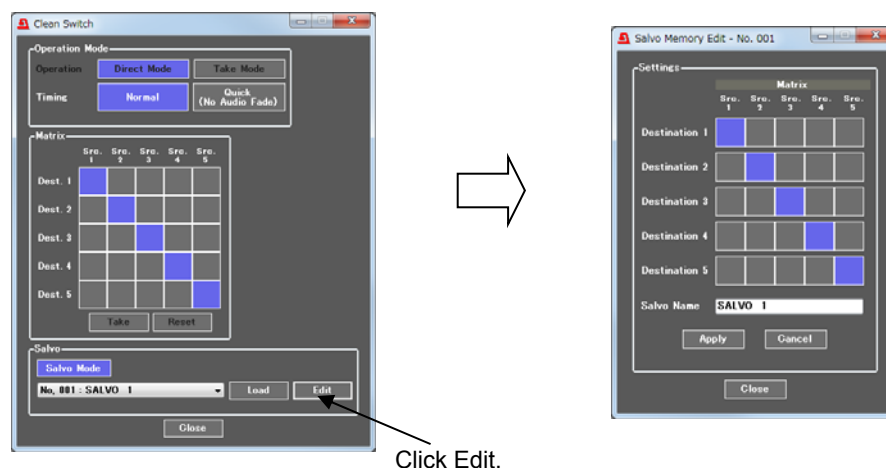 Clean Switch
Operation Mode
Operation Direct Mode Take Mode
Timing Normal Quick
(No Audio Fade)
Matrix
Src. Src. Src. Src. Src.
1 2 3 4 5
Dest. 1
Dest. 2
Dest. 3
Dest. 4
Dest. 5
Take Reset
Salvo
Salvo Mode
No. 001 : SALVO 1 Load Edit
Close
Click Edit.
Salvo Memory Edit - No. 001
Settings
Matrix
Src. Src. Src. Src. Src.
1 2 3 4 5
Destination 1
Destination 2
Destination 3
Destination 4
Destination 5
Salvo Name SALVO 1
Apply Cancel
Close